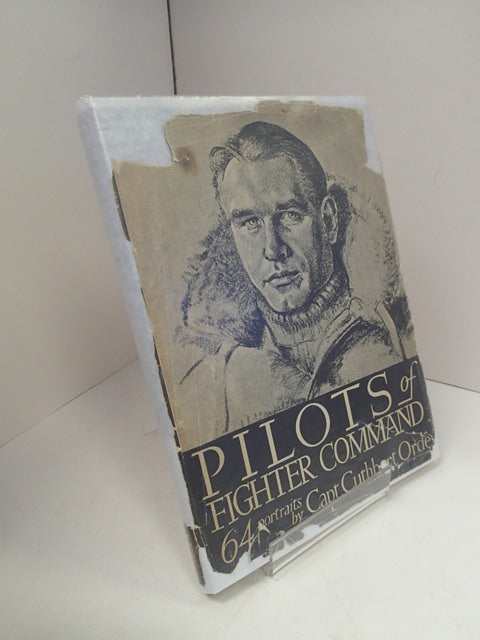 PILOTS of
FIGHTER COMMAND
64 portraits
by Capt Cuthbert Orde